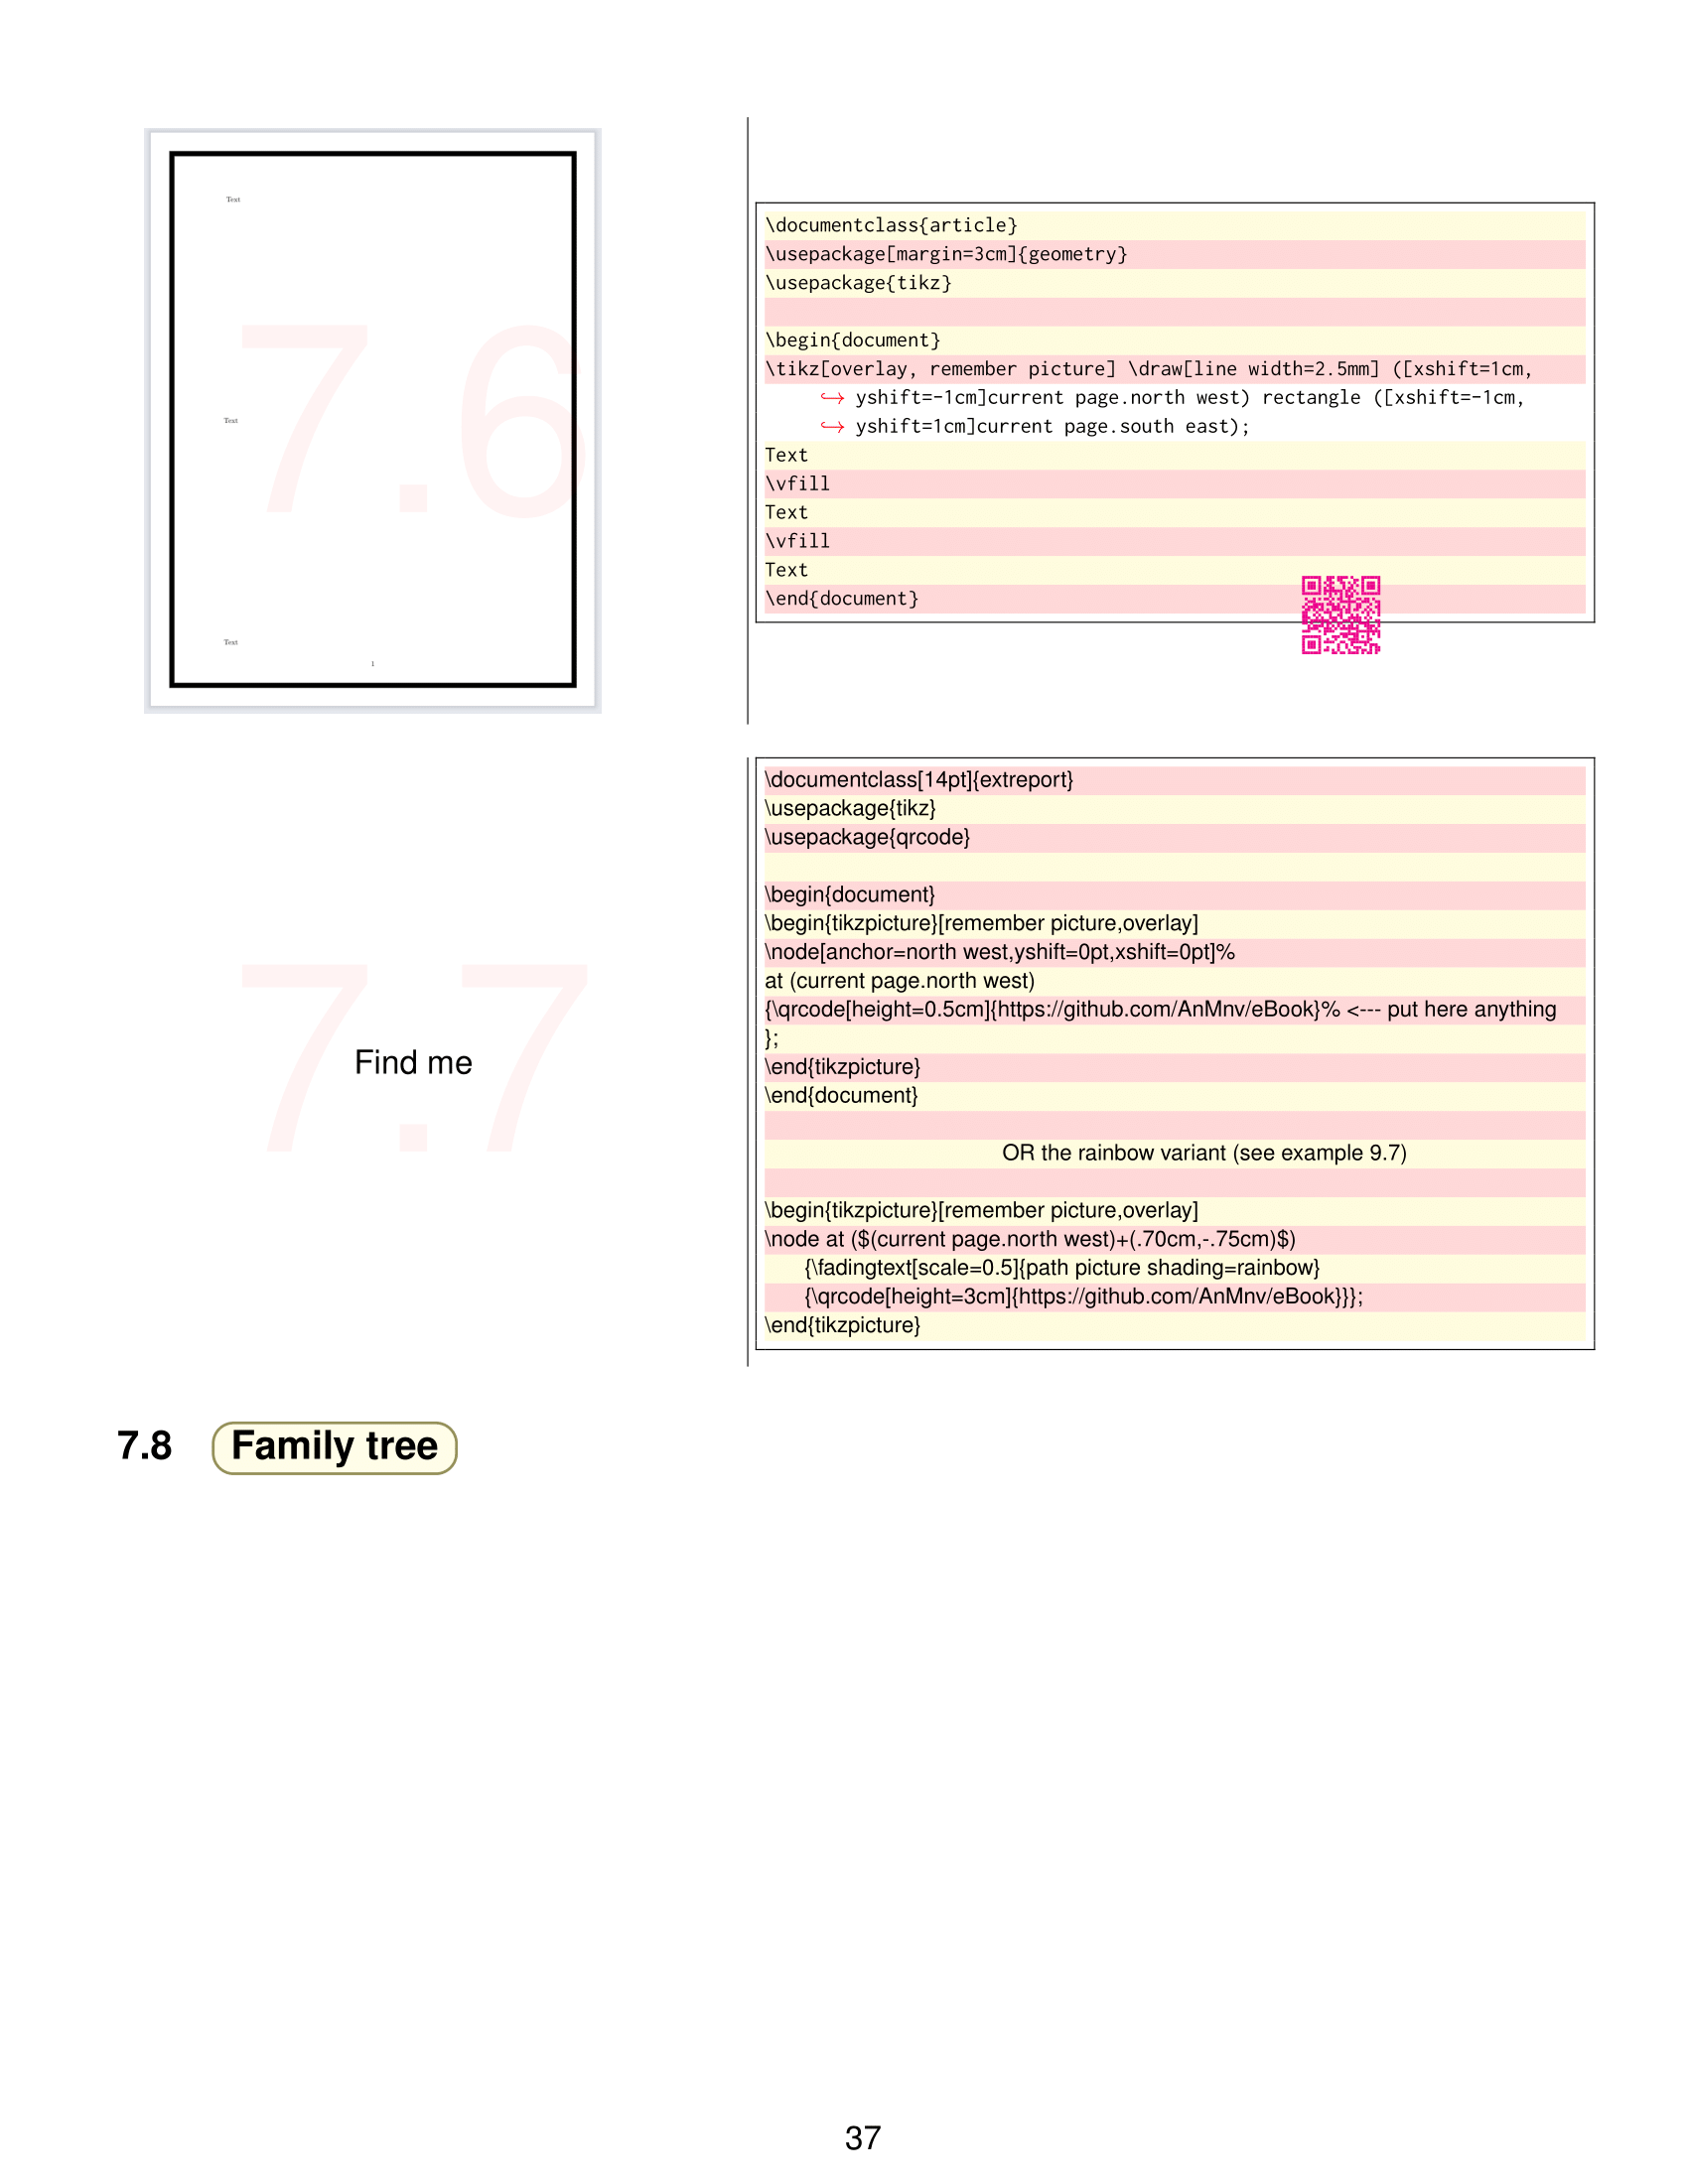 Text
7.6
Text
Text
1
\documentclass{article}
\usepackage[margin=3cm]{geometry}
\usepackage{tikz}
\begin{document}
\tikz[overlay, remember picture] \draw[line width=2.5mm] ([xshift=1cm,
↪ yshift=-1cm]current page.north west) rectangle ([xshift=-1cm,
↪ yshift=1cm]current page.south east);
Text
\vfill
Text
\vfill
Text
\end{document}
7.7
Find me
\documentclass[14pt]{extreport}
\usepackage{tikz}
\usepackage{qrcode}
\begin{document}
\begin{tikzpicture}[remember picture,overlay]
\node[anchor=north west,yshift=0pt,xshift=0pt]%
at (current page.north west)
{\qrcode[height=0.5cm]{https://github.com/AnMnv/eBook}% <--- put here anything
};
\end{tikzpicture}
\end{document}
OR the rainbow variant (see example 9.7)
\begin{tikzpicture}[remember picture,overlay]
\node at ($(current page.north west)+(.70cm,-.75cm)$)
{\fadingtext[scale=0.5]{path picture shading=rainbow}
{\qrcode[height=3cm]{https://github.com/AnMnv/eBook}}};
\end{tikzpicture}
7.8 Family tree
37